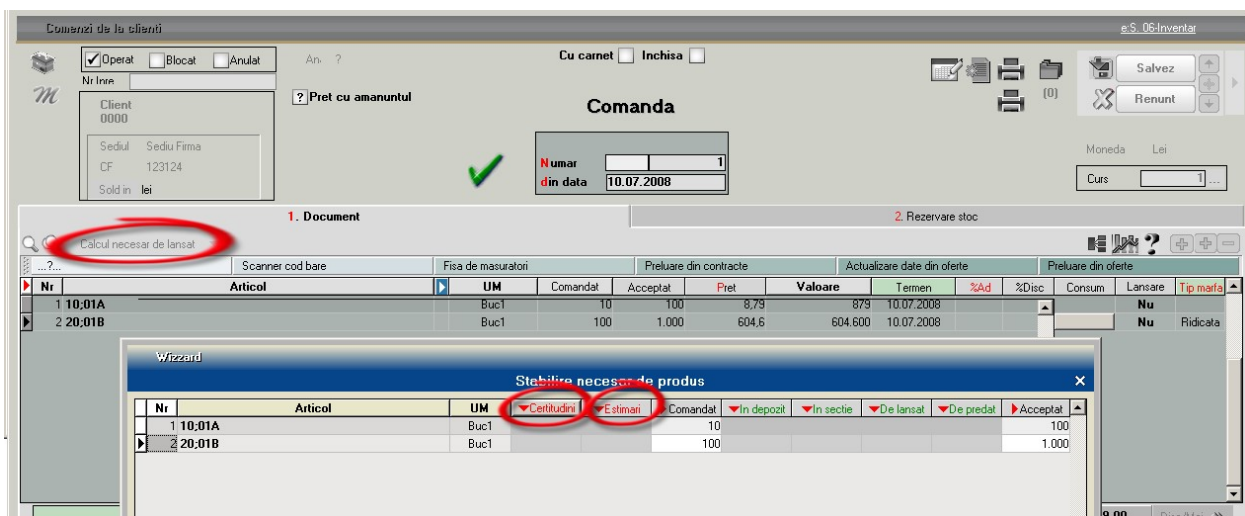 Comenzi de la clienti e:S. 06-Inventar
Operat Blocat Anulat An. ? Cu carnet Inchisa
Nr Inre Salvez
? Pret cu amanuntul (0)
Client Comanda Renunt
0000
Sediul Sediu Firma Moneda Lei
CF 123124 Numar 1
Sold in lei din data 10.07.2008 Curs 1 ...
1. Document 2. Rezervare stoc
Calcul necesar de lansat
...?... Scanner cod bare Fisa de masuratori Preluare din contracte Actualizare date din oferte Preluare din oferte
Nr Articol UM Comandat Acceptat Pret Valoare Termen %Ad %Disc Consum Lansare Tip marfa
1 10;01A Buc1 10 100 8,79 879 10.07.2008 Nu
2 20;01B Buc1 100 1.000 604,6 604.600 10.07.2008 Nu Ridicata
Wizzard
Stabilire necesar de produs
Nr Articol UM Certitudini Estimari Comandat In depozit In sectie De lansat De predat Acceptat
1 10;01A Buc1 10 100
2 20;01B Buc1 100 1.000